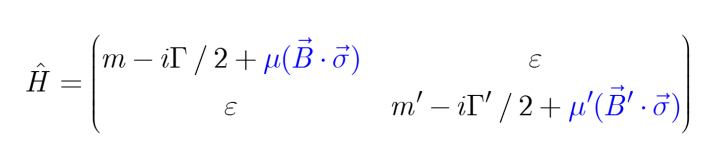 Ĥ = ( m − iΓ / 2 + μ(B⃗ · σ⃗)    ε
ε    m′ − iΓ′ / 2 + μ′(B⃗′ · σ⃗) )